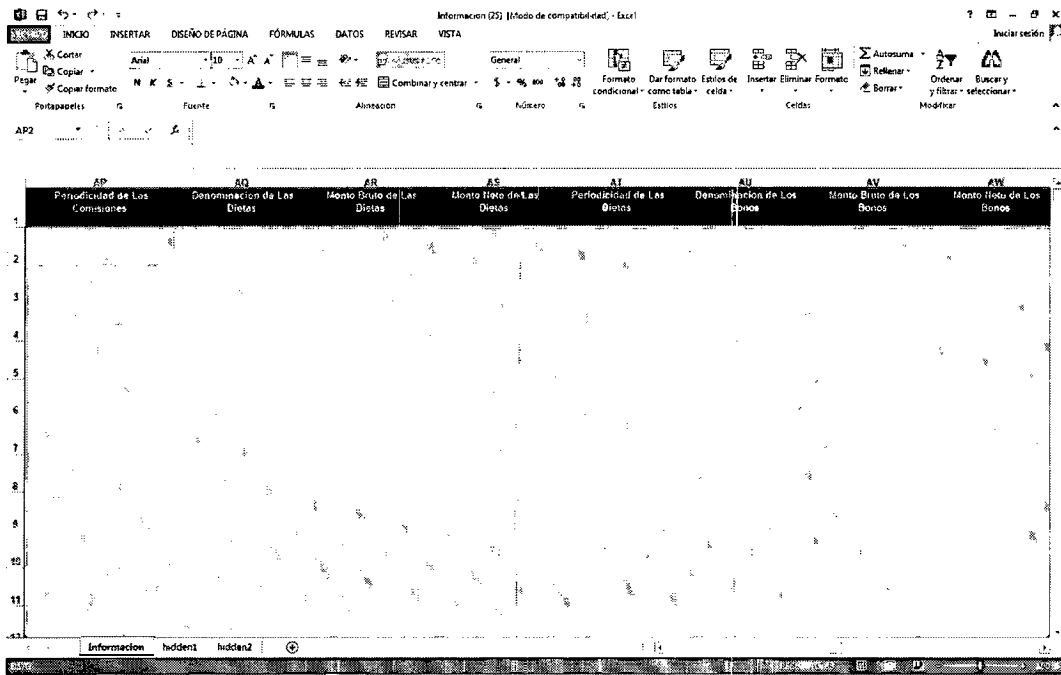 Informacion (25) [Modo de compatibilidad] - Excel
INICIO INSERTAR DISEÑO DE PÁGINA FÓRMULAS DATOS REVISAR VISTA Iniciar sesión
Cortar
Copiar
Copiar formato
Pegar
Portapapeles
Arial 10
N K S
Fuente
Combinar y centrar
Alineación
General
$ % 000
Número
Formato condicional
Dar formato como tabla
Estilos de celda
Estilos
Insertar Eliminar Formato
Celdas
Autosuma
Rellenar
Borrar
Ordenar y filtrar
Buscar y seleccionar
Modificar
AP2
AP AQ AR AS AT AU AV AW
Periodicidad de Los Comisiones
Denominacion de Las Dietas
Monto Bruto de Las Dietas
Monto Neto de Las Dietas
Periodicidad de Los Dietas
Denominacion de Los Bonos
Monto Bruto de Los Bonos
Monto Neto de Los Bonos
1
2
3
4
5
6
7
8
9
10
11
12
Informacion hidden1 hidden2